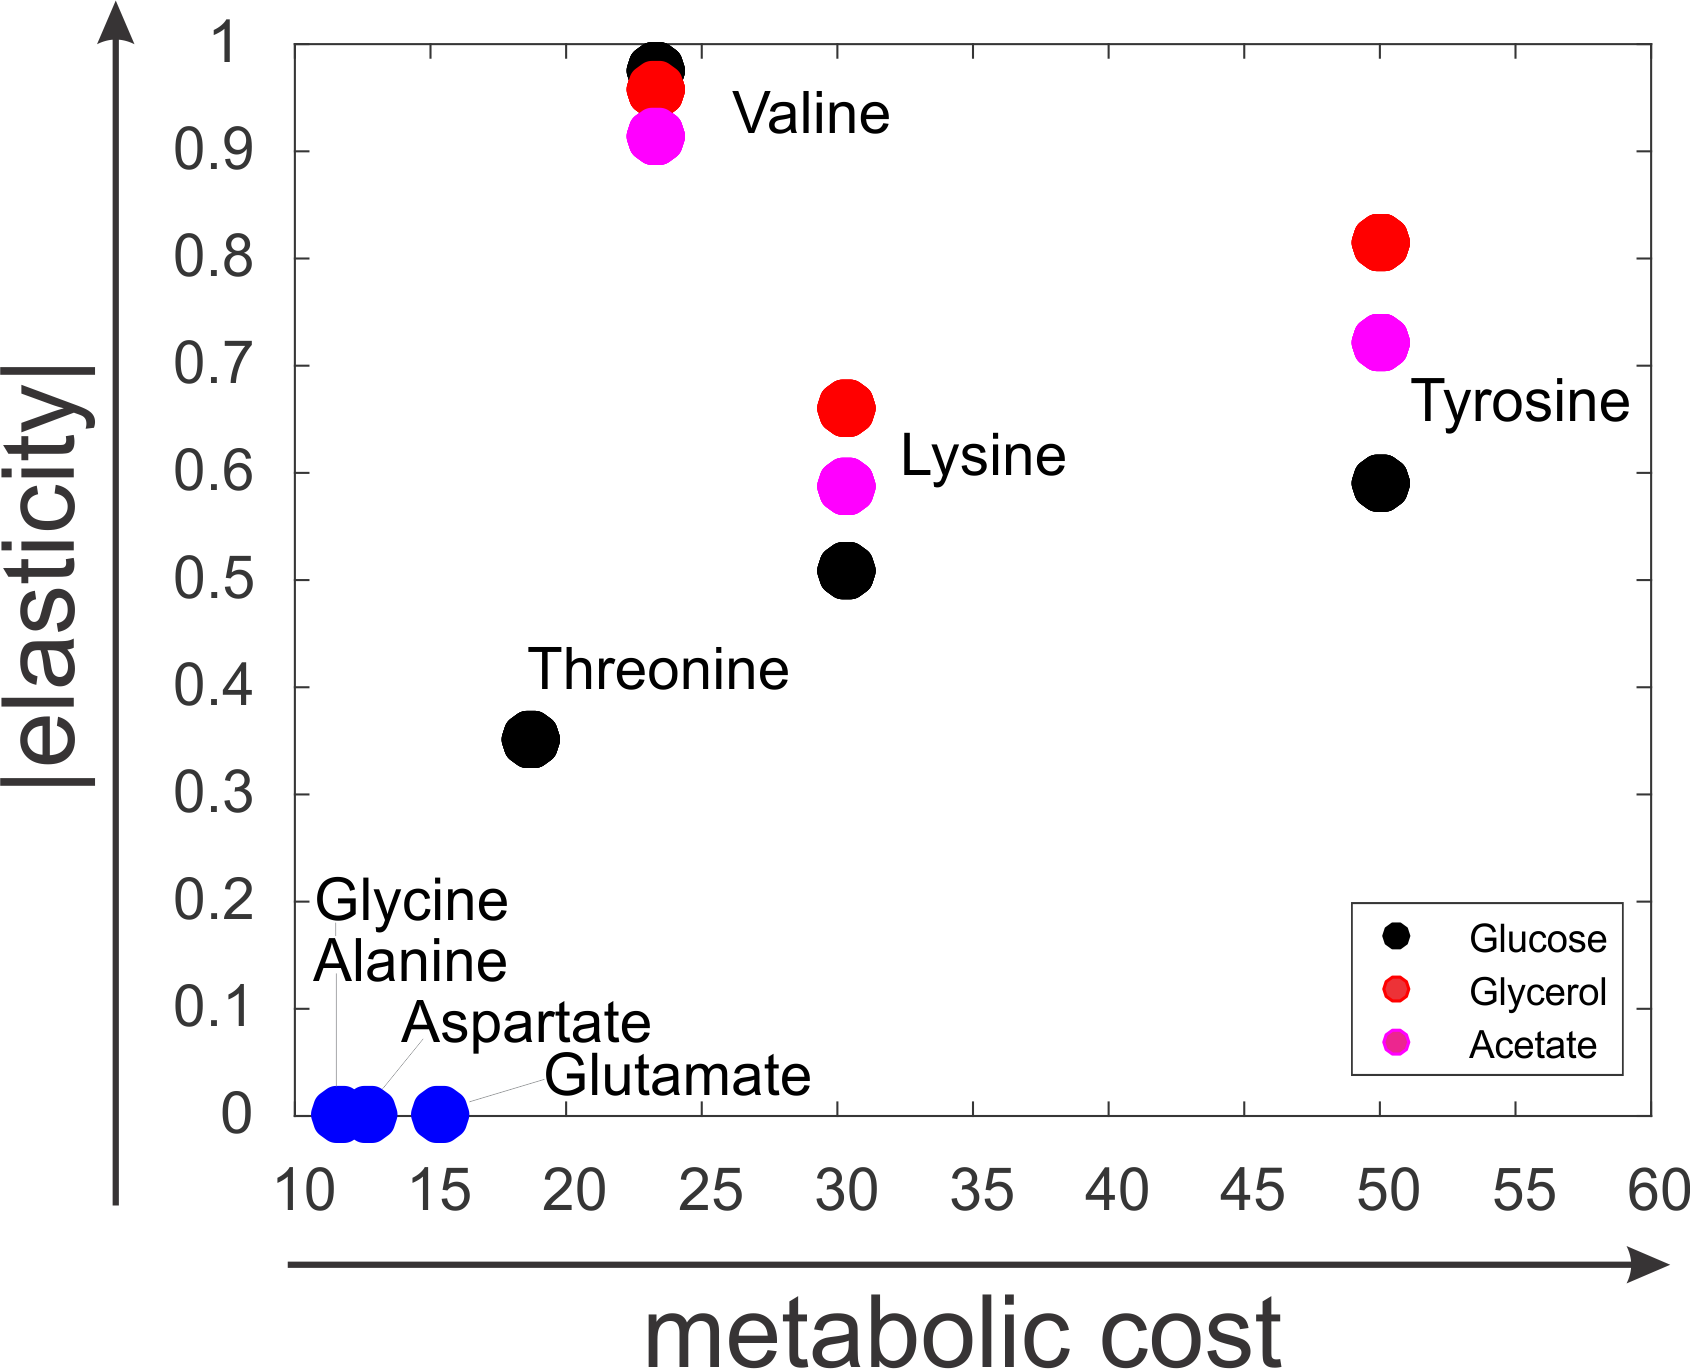 |elasticity|
1
0.9
0.8
0.7
0.6
0.5
0.4
0.3
0.2
0.1
0
Valine
Tyrosine
Lysine
Threonine
Glycine
Alanine
Aspartate
Glutamate
Glucose
Glycerol
Acetate
10 15 20 25 30 35 40 45 50 55 60
metabolic cost